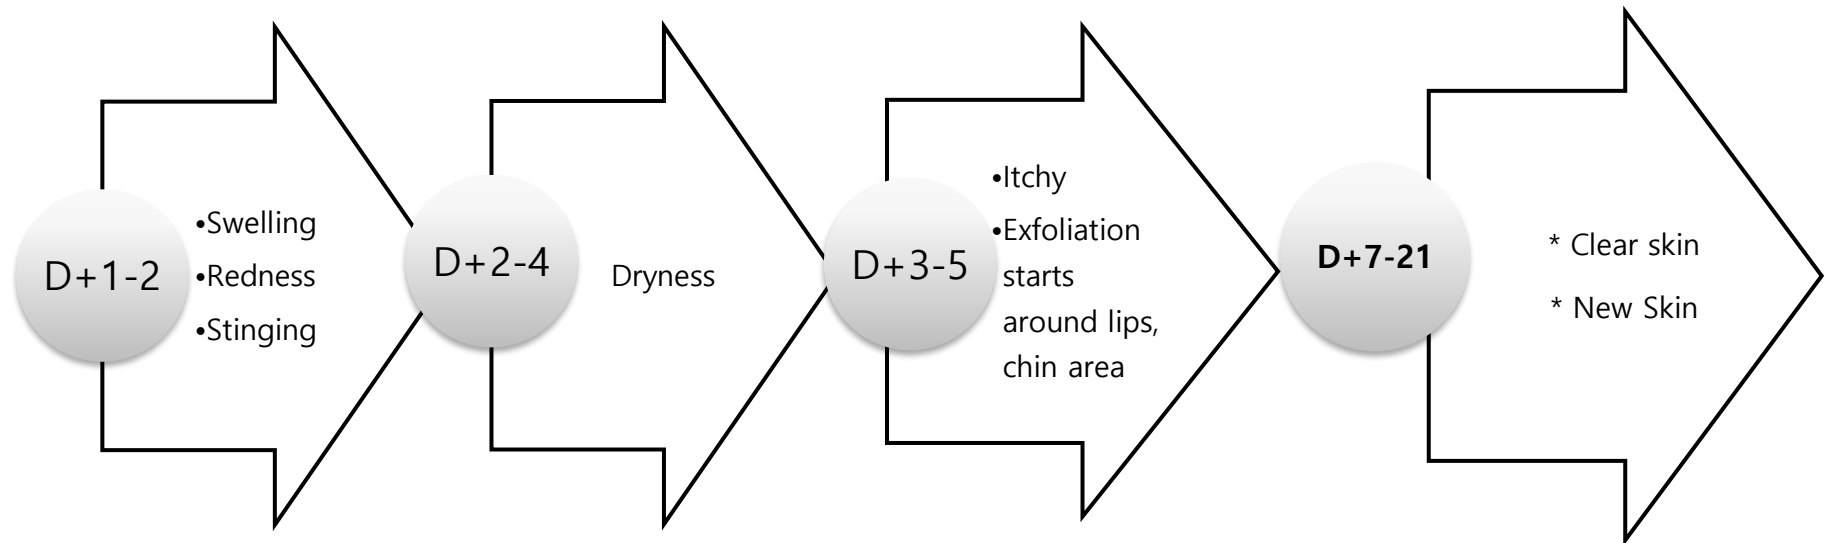 D+1-2
•Swelling
•Redness
•Stinging
D+2-4
Dryness
D+3-5
•Itchy
•Exfoliation
starts
around lips,
chin area
D+7-21
* Clear skin
* New Skin